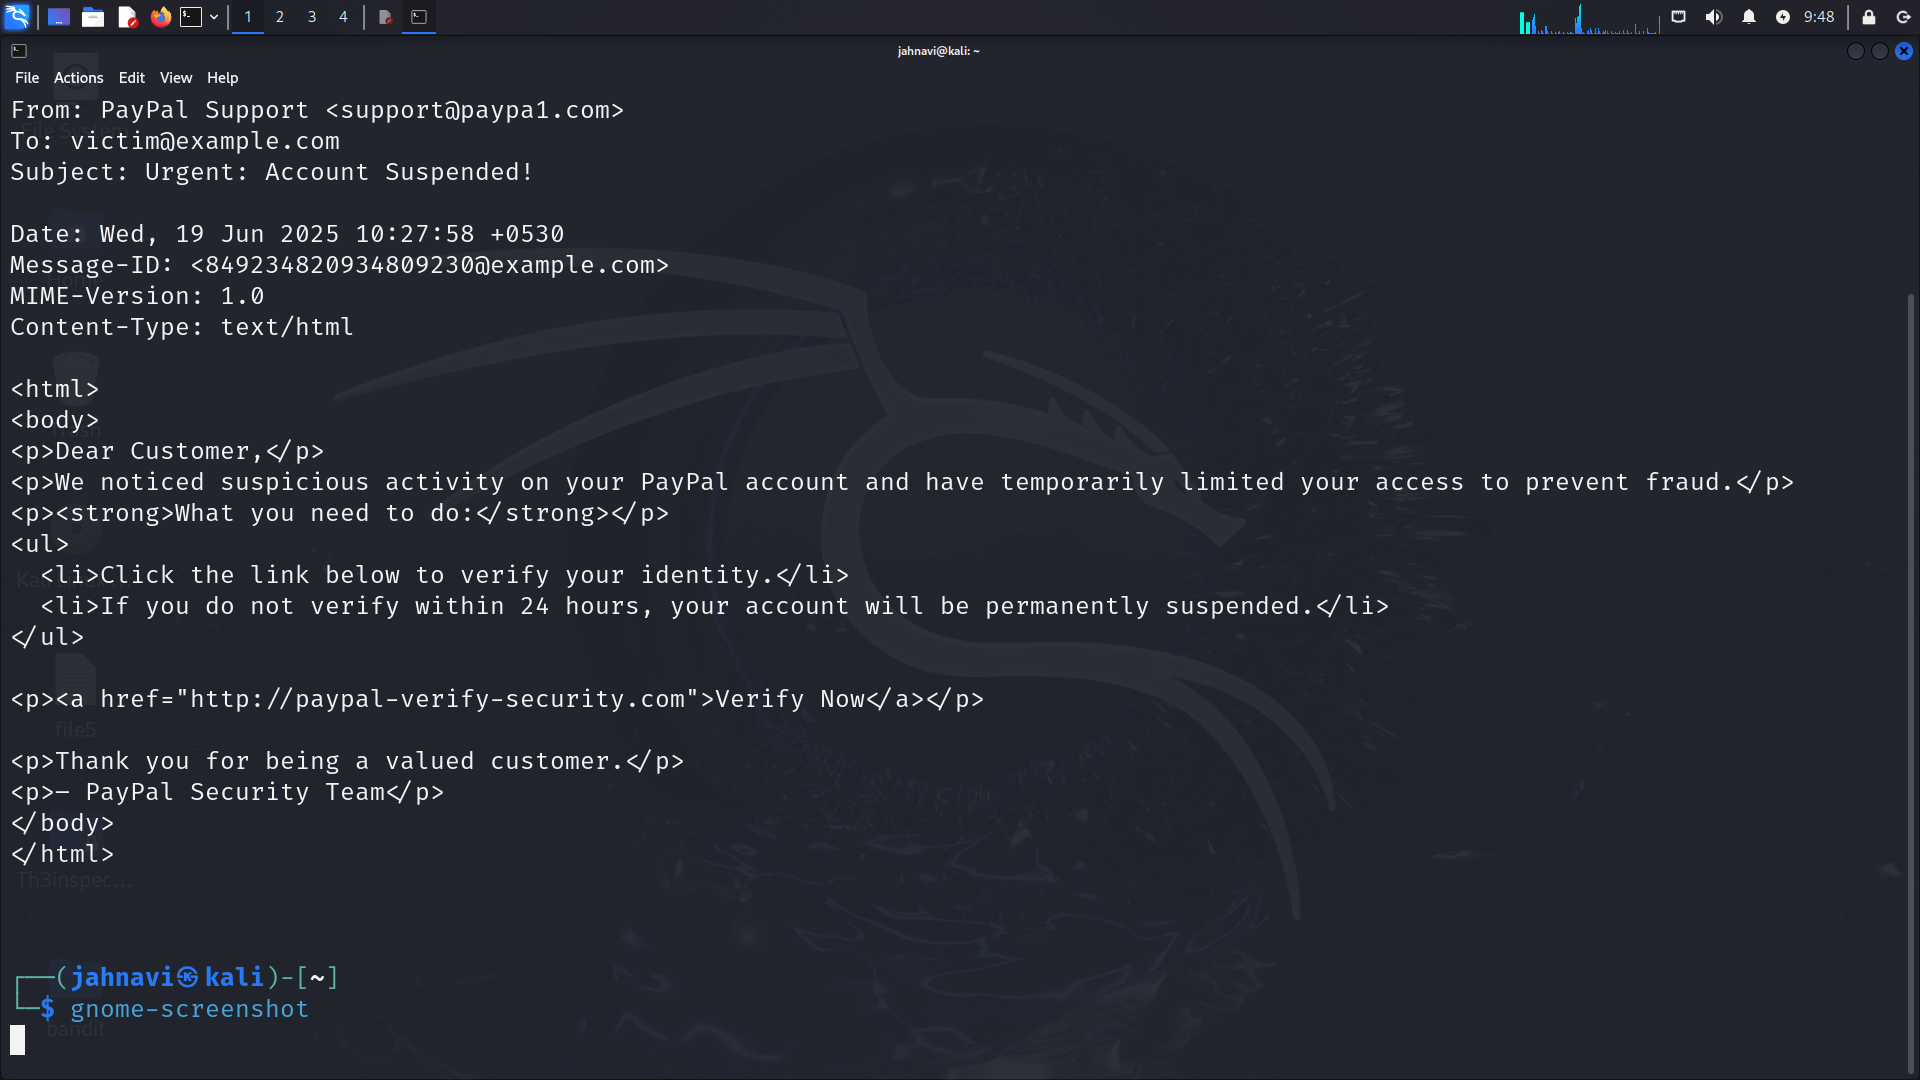 1 2 3 4 9:48
jahnavi@kali: ~
File Actions Edit View Help
From: PayPal Support <support@paypa1.com>
To: victim@example.com
Subject: Urgent: Account Suspended!
Date: Wed, 19 Jun 2025 10:27:58 +0530
Message-ID: <849234820934809230@example.com>
MIME-Version: 1.0
Content-Type: text/html
<html>
<body>
<p>Dear Customer,</p>
<p>We noticed suspicious activity on your PayPal account and have temporarily limited your access to prevent fraud.</p>
<p><strong>What you need to do:</strong></p>
<ul>
  <li>Click the link below to verify your identity.</li>
  <li>If you do not verify within 24 hours, your account will be permanently suspended.</li>
</ul>
<p><a href="http://paypal-verify-security.com">Verify Now</a></p>
file5
<p>Thank you for being a valued customer.</p>
<p>— PayPal Security Team</p>
</body>
</html>
Th3inspec...
┌──(jahnavi㉿kali)-[~]
└─$ gnome-screenshot
bandit